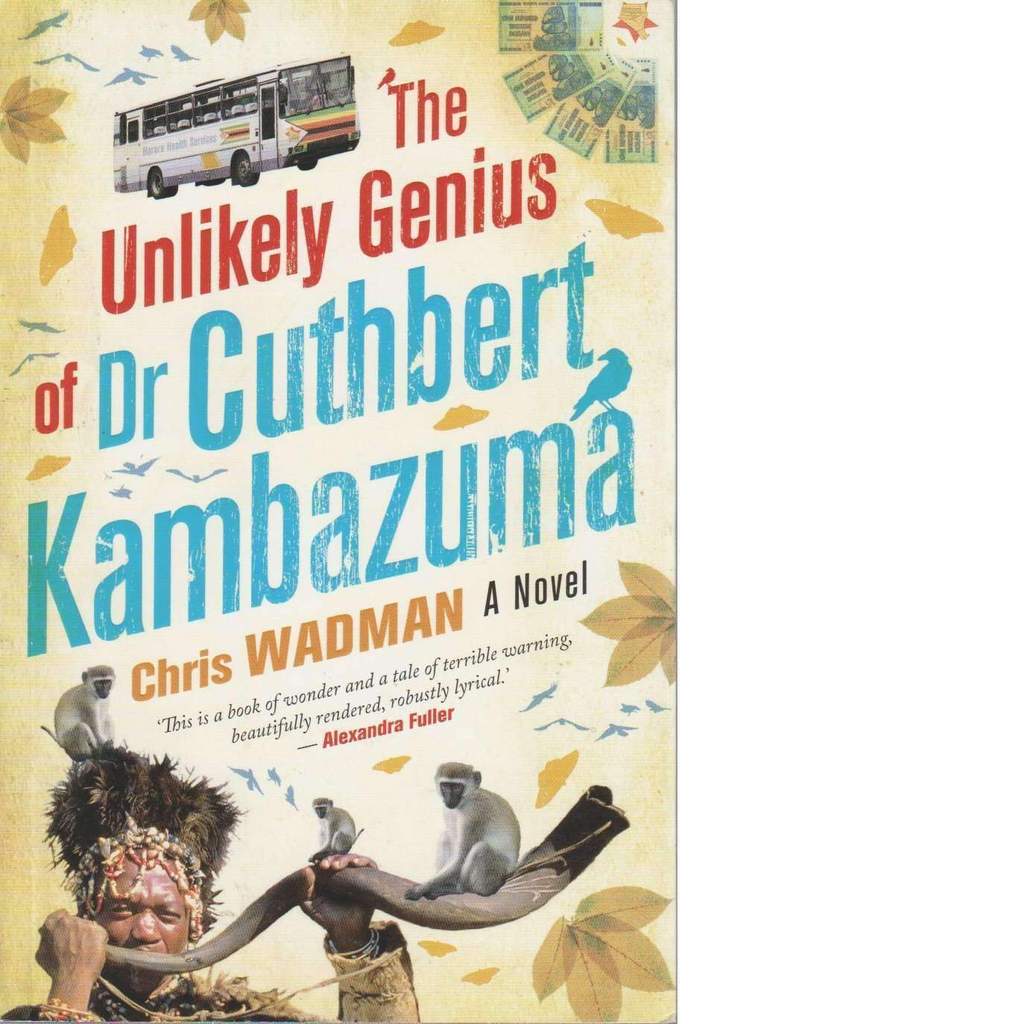 The
Unlikely Genius
of Dr Cuthbert
Kambazuma
Chris WADMAN A Novel
‘This is a book of wonder and a tale of terrible warning,
beautifully rendered, robustly lyrical.’
— Alexandra Fuller